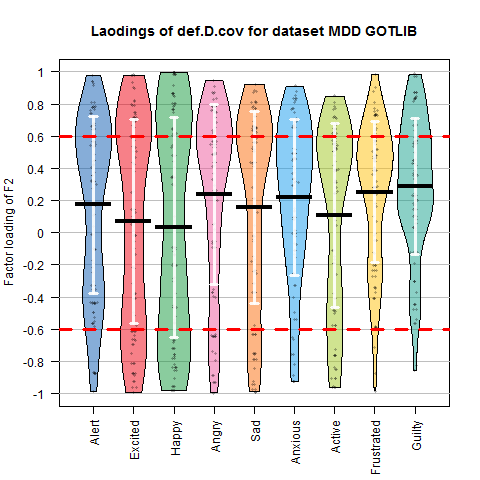 Laodings of def.D.cov for dataset MDD GOTLIB
Factor loading of F2
1
0.8
0.6
0.4
0.2
0
-0.2
-0.4
-0.6
-0.8
-1
Alert
Excited
Happy
Angry
Sad
Anxious
Active
Frustrated
Guilty